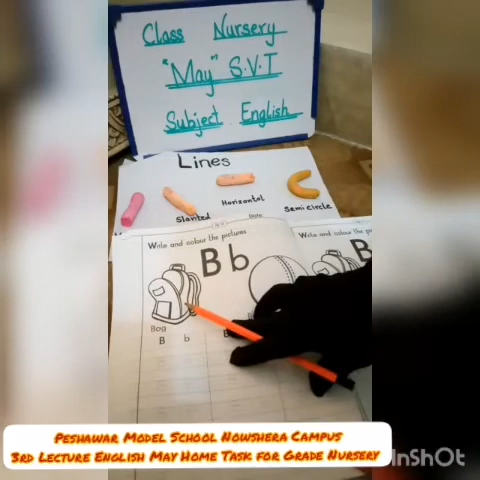 Class Nursery
"May" S.V.I
Subject English
Lines
Slanted
Horizontal
Semi circle
Date
Write and colour the pictures
Write and colour the
Bb
B
Bag
B b
Peshawar Model School Nowshera Campus
3rd Lecture English May Home Task for Grade Nursery
InShOt